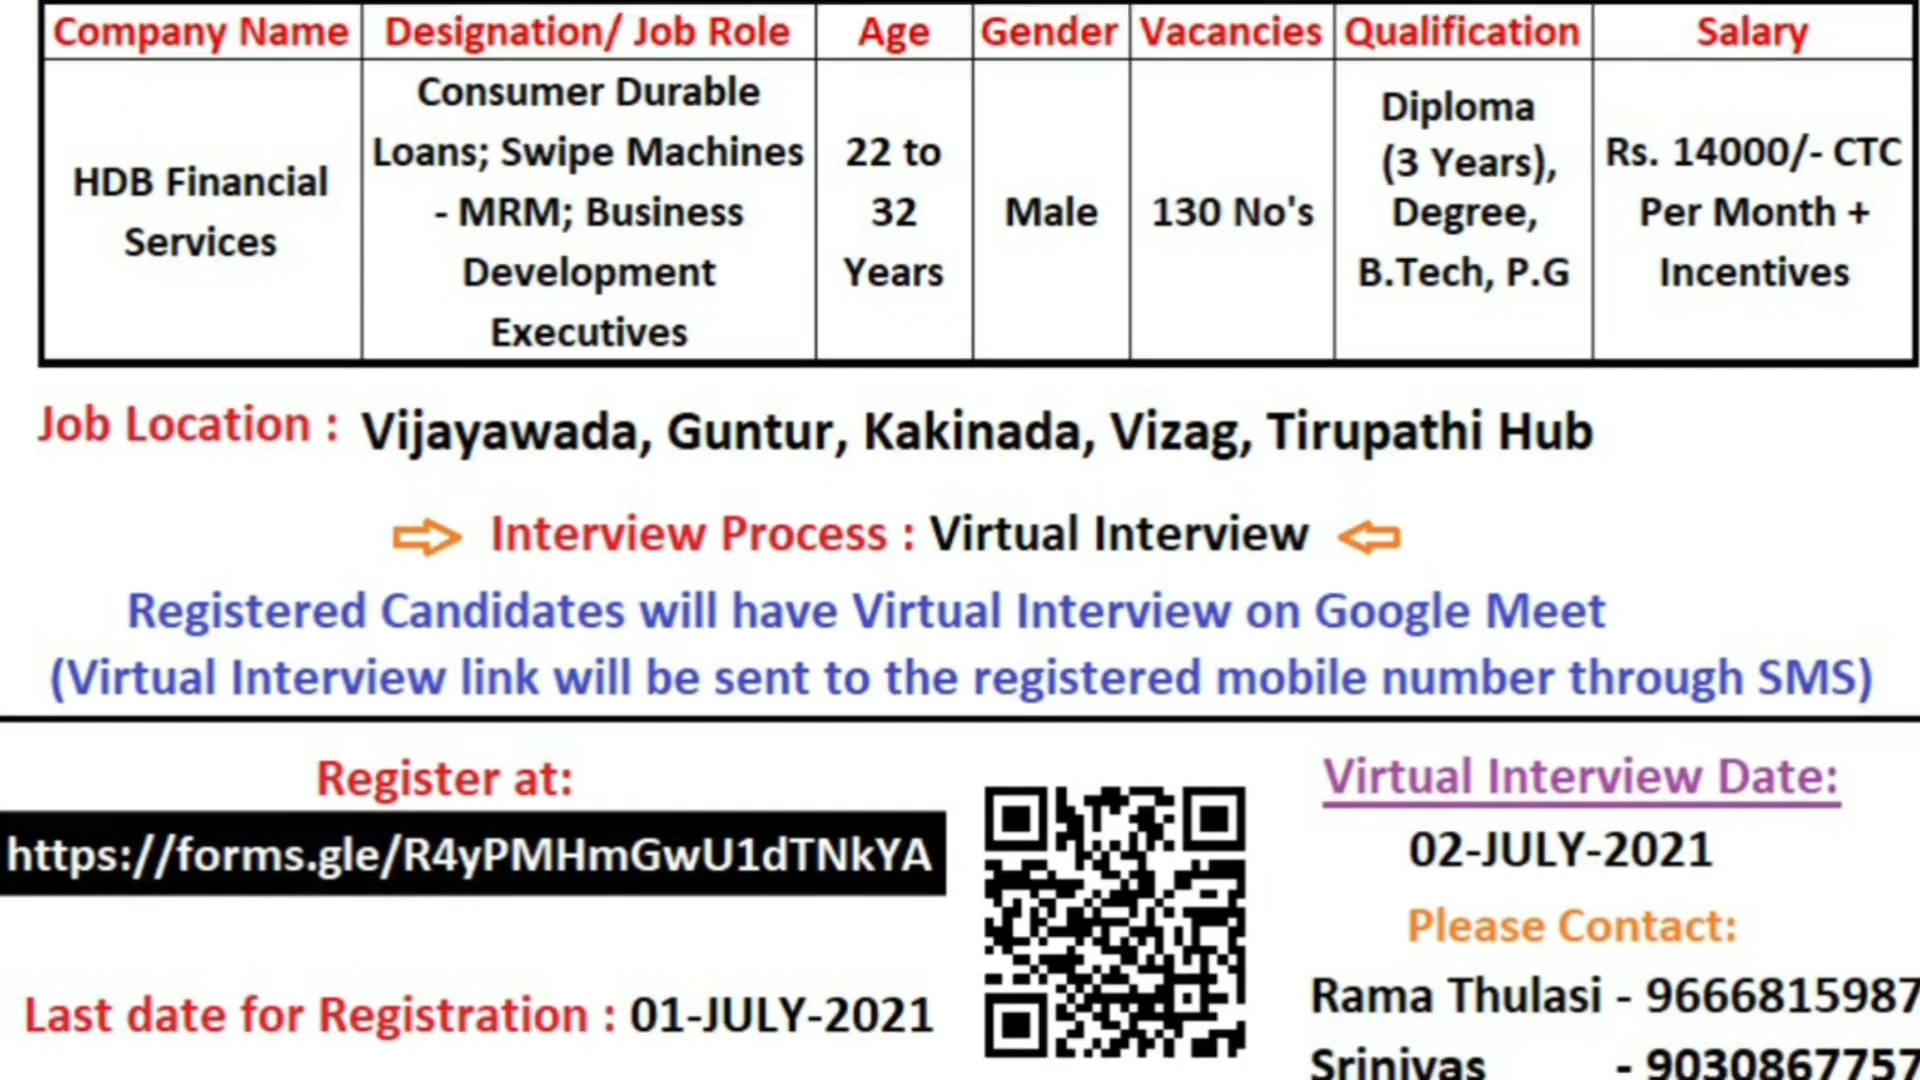 Company Name Designation/ Job Role Age Gender Vacancies Qualification Salary
HDB Financial
Services
Consumer Durable
Loans; Swipe Machines
- MRM; Business
Development
Executives
22 to
32
Years
Male
130 No's
Diploma
(3 Years),
Degree,
B.Tech, P.G
Rs. 14000/- CTC
Per Month +
Incentives
Job Location : Vijayawada, Guntur, Kakinada, Vizag, Tirupathi Hub
Interview Process : Virtual Interview
Registered Candidates will have Virtual Interview on Google Meet
(Virtual Interview link will be sent to the registered mobile number through SMS)
Register at:
https://forms.gle/R4yPMHmGwU1dTNkYA
Last date for Registration : 01-JULY-2021
Virtual Interview Date:
02-JULY-2021
Please Contact:
Rama Thulasi - 9666815987
Srinivas - 9030867757